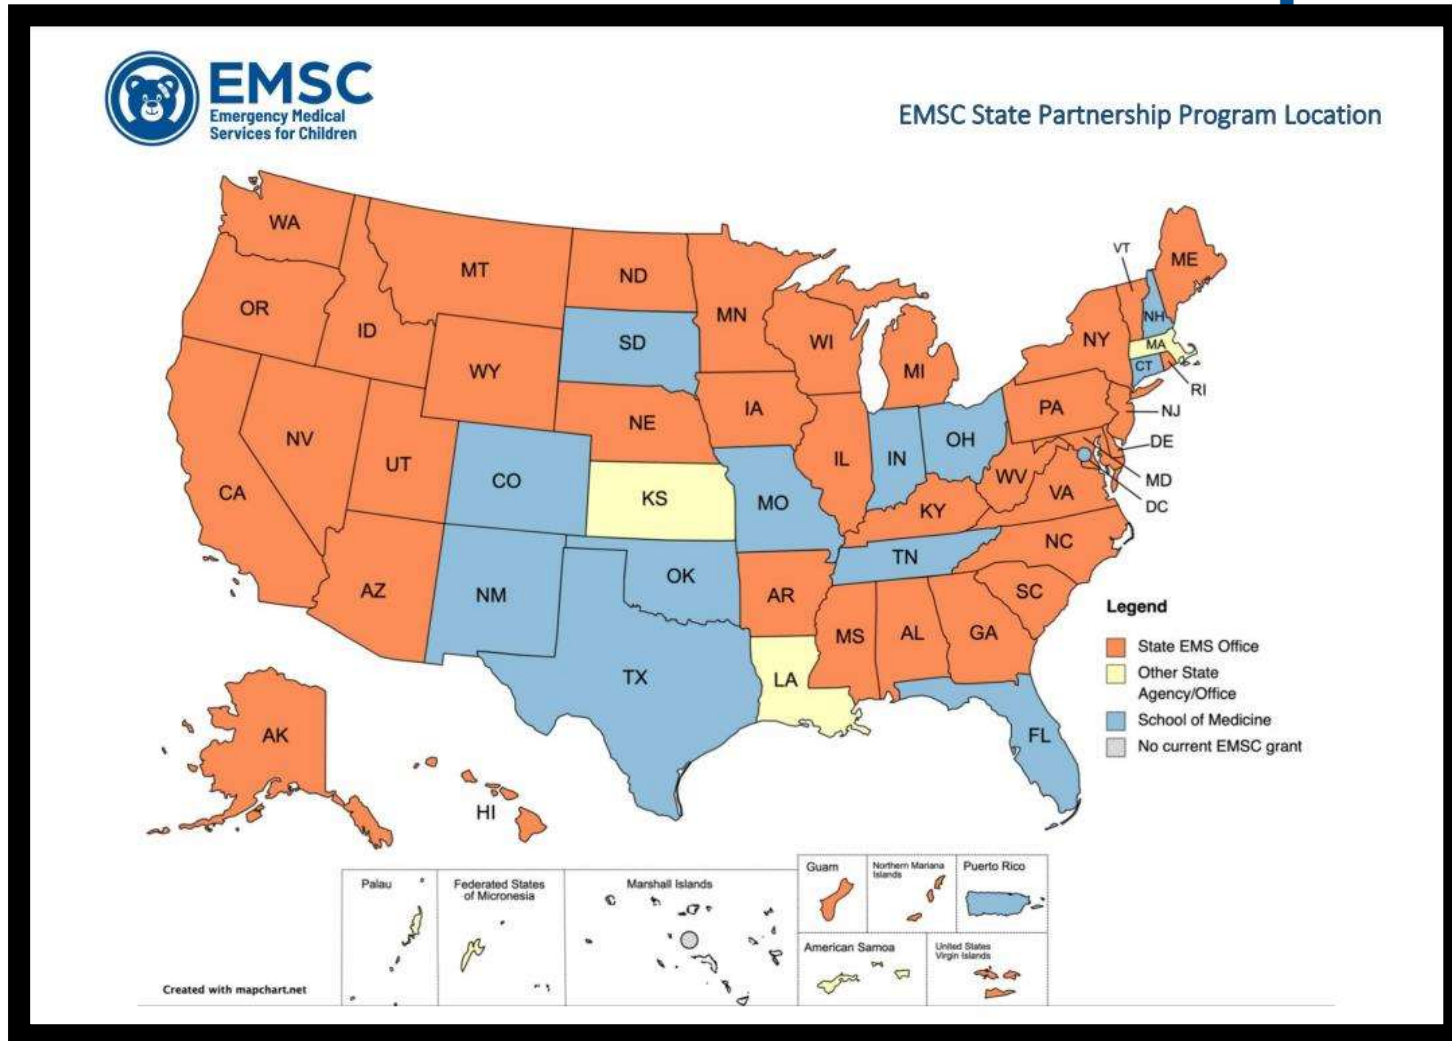 EMSC
Emergency Medical
Services for Children
EMSC State Partnership Program Location
WA
MT
ND
MN
VT
ME
OR
ID
SD
WI
NY
NH
MA
WY
MI
CT
RI
IA
PA
NJ
NE
NV
UT
OH
DE
CO
IL
IN
WV
MD
CA
KS
MO
VA
DC
KY
NC
TN
OK
AZ
NM
AR
SC
MS
AL
GA
TX
LA
FL
AK
HI
Legend
State EMS Office
Other State
Agency/Office
School of Medicine
No current EMSC grant
Palau
Federated States
of Micronesia
Marshall Islands
Guam
Northern Mariana
Islands
Puerto Rico
American Samoa
United States
Virgin Islands
Created with mapchart.net